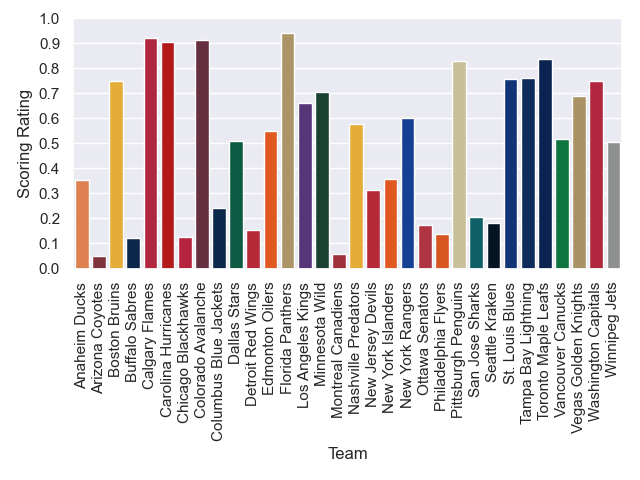 1.0
0.9
0.8
0.7
0.6
0.5
0.4
0.3
0.2
0.1
0.0
Scoring Rating
Anaheim Ducks
Arizona Coyotes
Boston Bruins
Buffalo Sabres
Calgary Flames
Carolina Hurricanes
Chicago Blackhawks
Colorado Avalanche
Columbus Blue Jackets
Dallas Stars
Detroit Red Wings
Edmonton Oilers
Florida Panthers
Los Angeles Kings
Minnesota Wild
Montreal Canadiens
Nashville Predators
New Jersey Devils
New York Islanders
New York Rangers
Ottawa Senators
Philadelphia Flyers
Pittsburgh Penguins
San Jose Sharks
Seattle Kraken
St. Louis Blues
Tampa Bay Lightning
Toronto Maple Leafs
Vancouver Canucks
Vegas Golden Knights
Washington Capitals
Winnipeg Jets
Team